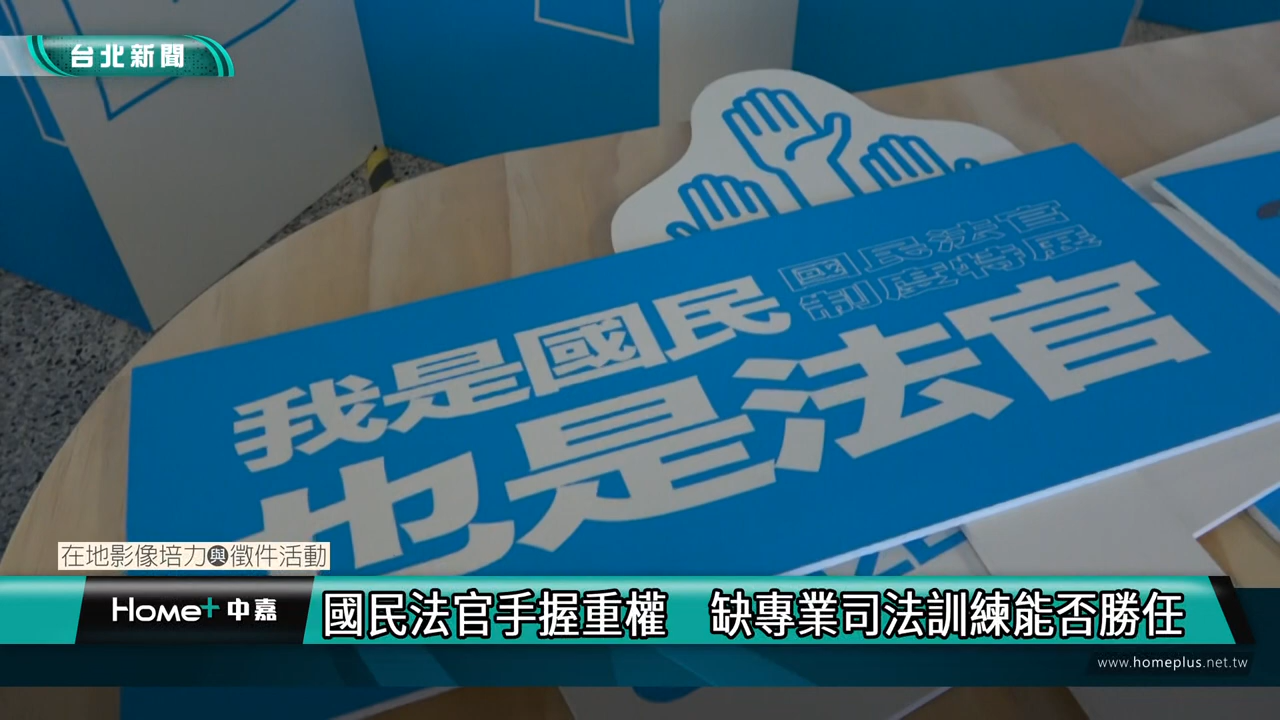 台北新聞
國民法官
制度特展
我是國民
也是法官
在地影像培力與徵件活動
Home+中嘉
國民法官手握重權 缺專業司法訓練能否勝任
www.homeplus.net.tw